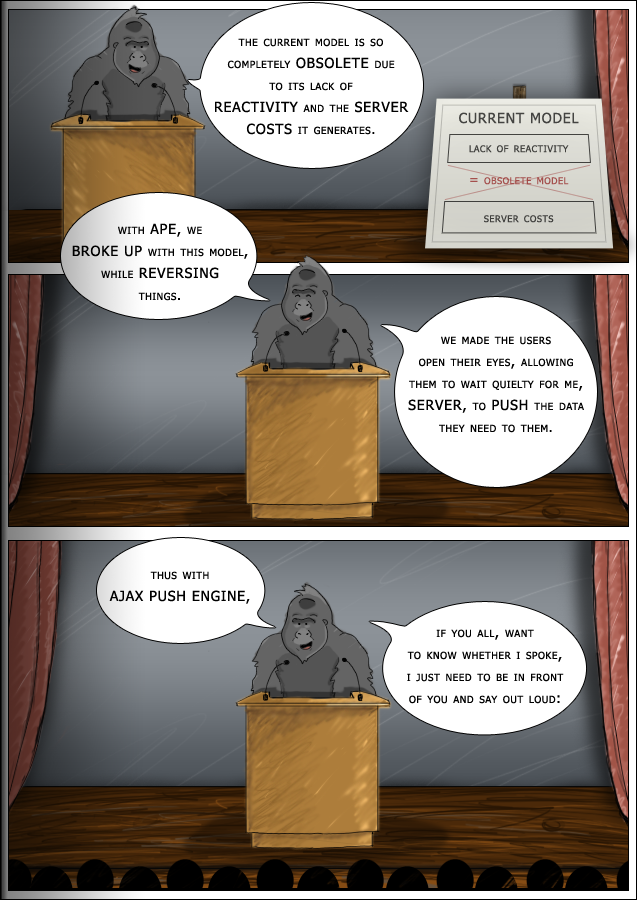 THE CURRENT MODEL IS SO
COMPLETELY OBSOLETE DUE
TO ITS LACK OF
REACTIVITY AND THE SERVER
COSTS IT GENERATES.
CURRENT MODEL
LACK OF REACTIVITY
= OBSOLETE MODEL
SERVER COSTS
WITH APE, WE
BROKE UP WITH THIS MODEL,
WHILE REVERSING
THINGS.
WE MADE THE USERS
OPEN THEIR EYES, ALLOWING
THEM TO WAIT QUIELTY FOR ME,
SERVER, TO PUSH THE DATA
THEY NEED TO THEM.
THUS WITH
AJAX PUSH ENGINE,
IF YOU ALL, WANT
TO KNOW WHETHER I SPOKE,
I JUST NEED TO BE IN FRONT
OF YOU AND SAY OUT LOUD: